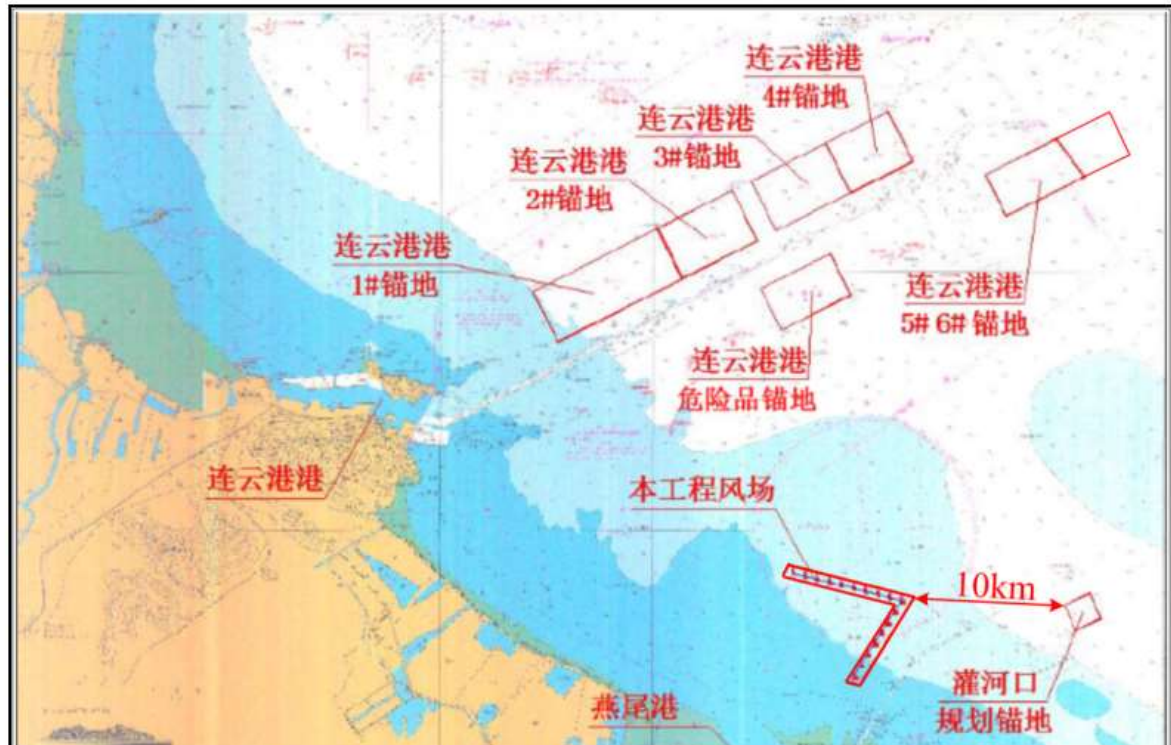 连云港港
4#锚地
连云港港
3#锚地
连云港港
2#锚地
连云港港
1#锚地
连云港港
5# 6# 锚地
连云港港
危险品锚地
连云港港
本工程风场
10km
灌河口
规划锚地
燕尾港